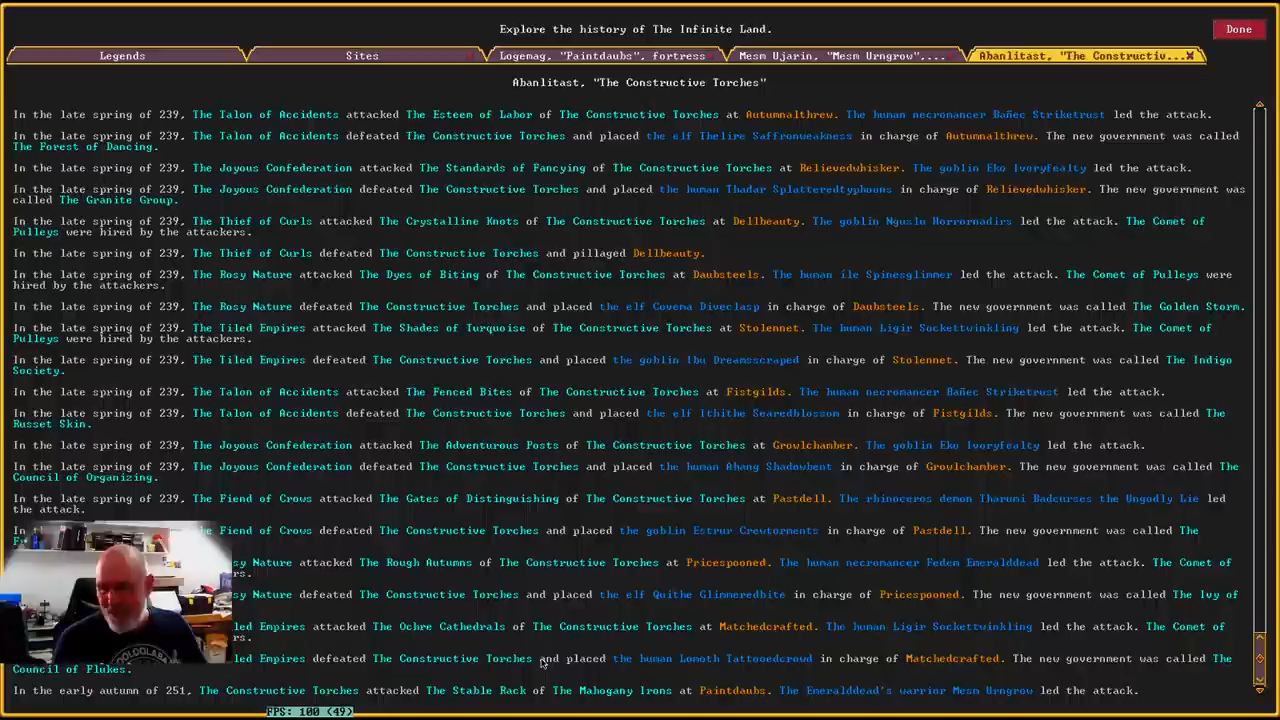 Explore the history of The Infinite Land.
Done
Legends
Sites
Logemag, "Paintdaubs", fortress
Mesm Ujarin, "Mesm Urngrow"....
Abanlitast, "The Constructiv...
Abanlitast, "The Constructive Torches"
In the late spring of 239, The Talon of Accidents attacked The Esteem of Labor of The Constructive Torches at Autumnalthrew. The human necromancer Bañec Striketrust led the attack.
In the late spring of 239, The Talon of Accidents defeated The Constructive Torches and placed the elf Thelire Saffronweakness in charge of Autumnalthrew. The new government was called
The Forest of Dancing.
In the late spring of 239, The Joyous Confederation attacked The Standards of Fancying of The Constructive Torches at Relievedwhisker. The goblin Eko Ivoryfealty led the attack.
In the late spring of 239, The Joyous Confederation defeated The Constructive Torches and placed the human Thadar Splatteredtyphoons in charge of Relievedwhisker. The new government was
called The Granite Group.
In the late spring of 239, The Thief of Curls attacked The Crystalline Knots of The Constructive Torches at Dellbeauty. The goblin Nguslu Horrornadirs led the attack. The Comet of
Pulleys were hired by the attackers.
In the late spring of 239, The Thief of Curls defeated The Constructive Torches and pillaged Dellbeauty.
In the late spring of 239, The Rosy Nature attacked The Dyes of Biting of The Constructive Torches at Daubsteels. The human île Spinesglimmer led the attack. The Comet of Pulleys were
hired by the attackers.
In the late spring of 239, The Rosy Nature defeated The Constructive Torches and placed the elf Covema Diveclasp in charge of Daubsteels. The new government was called The Golden Storm.
In the late spring of 239, The Tiled Empires attacked The Shades of Turquoise of The Constructive Torches at Stolennet. The human Ligir Sockettwinkling led the attack. The Comet of
Pulleys were hired by the attackers.
In the late spring of 239, The Tiled Empires defeated The Constructive Torches and placed the goblin Ibu Dreamsscraped in charge of Stolennet. The new government was called The Indigo
Society.
In the late spring of 239, The Talon of Accidents attacked The Fenced Bites of The Constructive Torches at Fistgilds. The human necromancer Bañec Striketrust led the attack.
In the late spring of 239, The Talon of Accidents defeated The Constructive Torches and placed the elf Ithithe Searedblossom in charge of Fistgilds. The new government was called The
Russet Skin.
In the late spring of 239, The Joyous Confederation attacked The Adventurous Posts of The Constructive Torches at Growlchamber. The goblin Eko Ivoryfealty led the attack.
In the late spring of 239, The Joyous Confederation defeated The Constructive Torches and placed the human Ahang Shadowbent in charge of Growlchamber. The new government was called The
Council of Organizing.
In the late spring of 239, The Fiend of Crows attacked The Gates of Distinguishing of The Constructive Torches at Pastdell. The rhinoceros demon Tharuni Badcurses the Ungodly Lie led
the attack.
In th Fiend of Crows defeated The Constructive Torches and placed the goblin Estrur Crewtorments in charge of Pastdell. The new government was called The
sy Nature attacked The Rough Autumns of The Constructive Torches at Pricespooned. The human necromancer Fedem Emeralddead led the attack. The Comet of
rs.
sy Nature defeated The Constructive Torches and placed the elf Quithe Glimmeredbite in charge of Pricespooned. The new government was called The Ivy of
led Empires attacked The Ochre Cathedrals of The Constructive Torches at Matchedcrafted. The human Ligir Sockettwinkling led the attack. The Comet of
rs.
led Empires defeated The Constructive Torches and placed the human Lomoth Tattooedcrowd in charge of Matchedcrafted. The new government was called The
Council of Flukes.
In the early autumn of 251, The Constructive Torches attacked The Stable Rack of The Mahogany Irons at Paintdaubs. The Emeralddead's warrior Mesm Urngrow led the attack.
FPS: 100 (49)